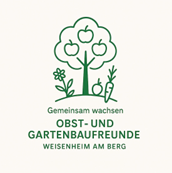 Gemeinsam wachsen
OBST- UND
GARTENBAUFREUNDE
WEISENHEIM AM BERG